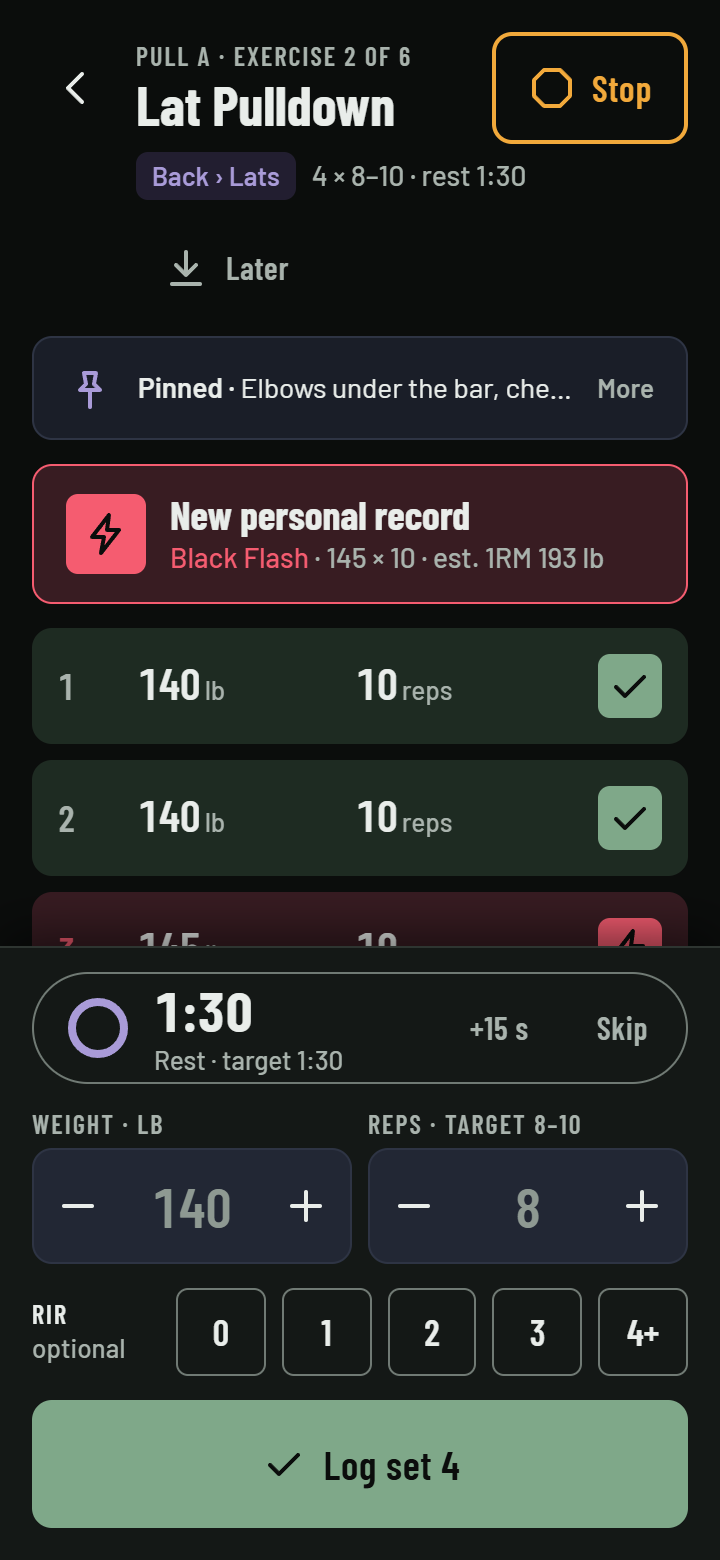 PULL A · EXERCISE 2 OF 6
Lat Pulldown
Stop
Back › Lats
4 × 8–10 · rest 1:30
Later
Pinned · Elbows under the bar, che...
More
New personal record
Black Flash · 145 × 10 · est. 1RM 193 lb
1 140 lb 10 reps
2 140 lb 10 reps
3 145 10
1:30
Rest · target 1:30
+15 s
Skip
WEIGHT · LB
REPS · TARGET 8–10
140
8
RIR
optional
0 1 2 3 4+
Log set 4